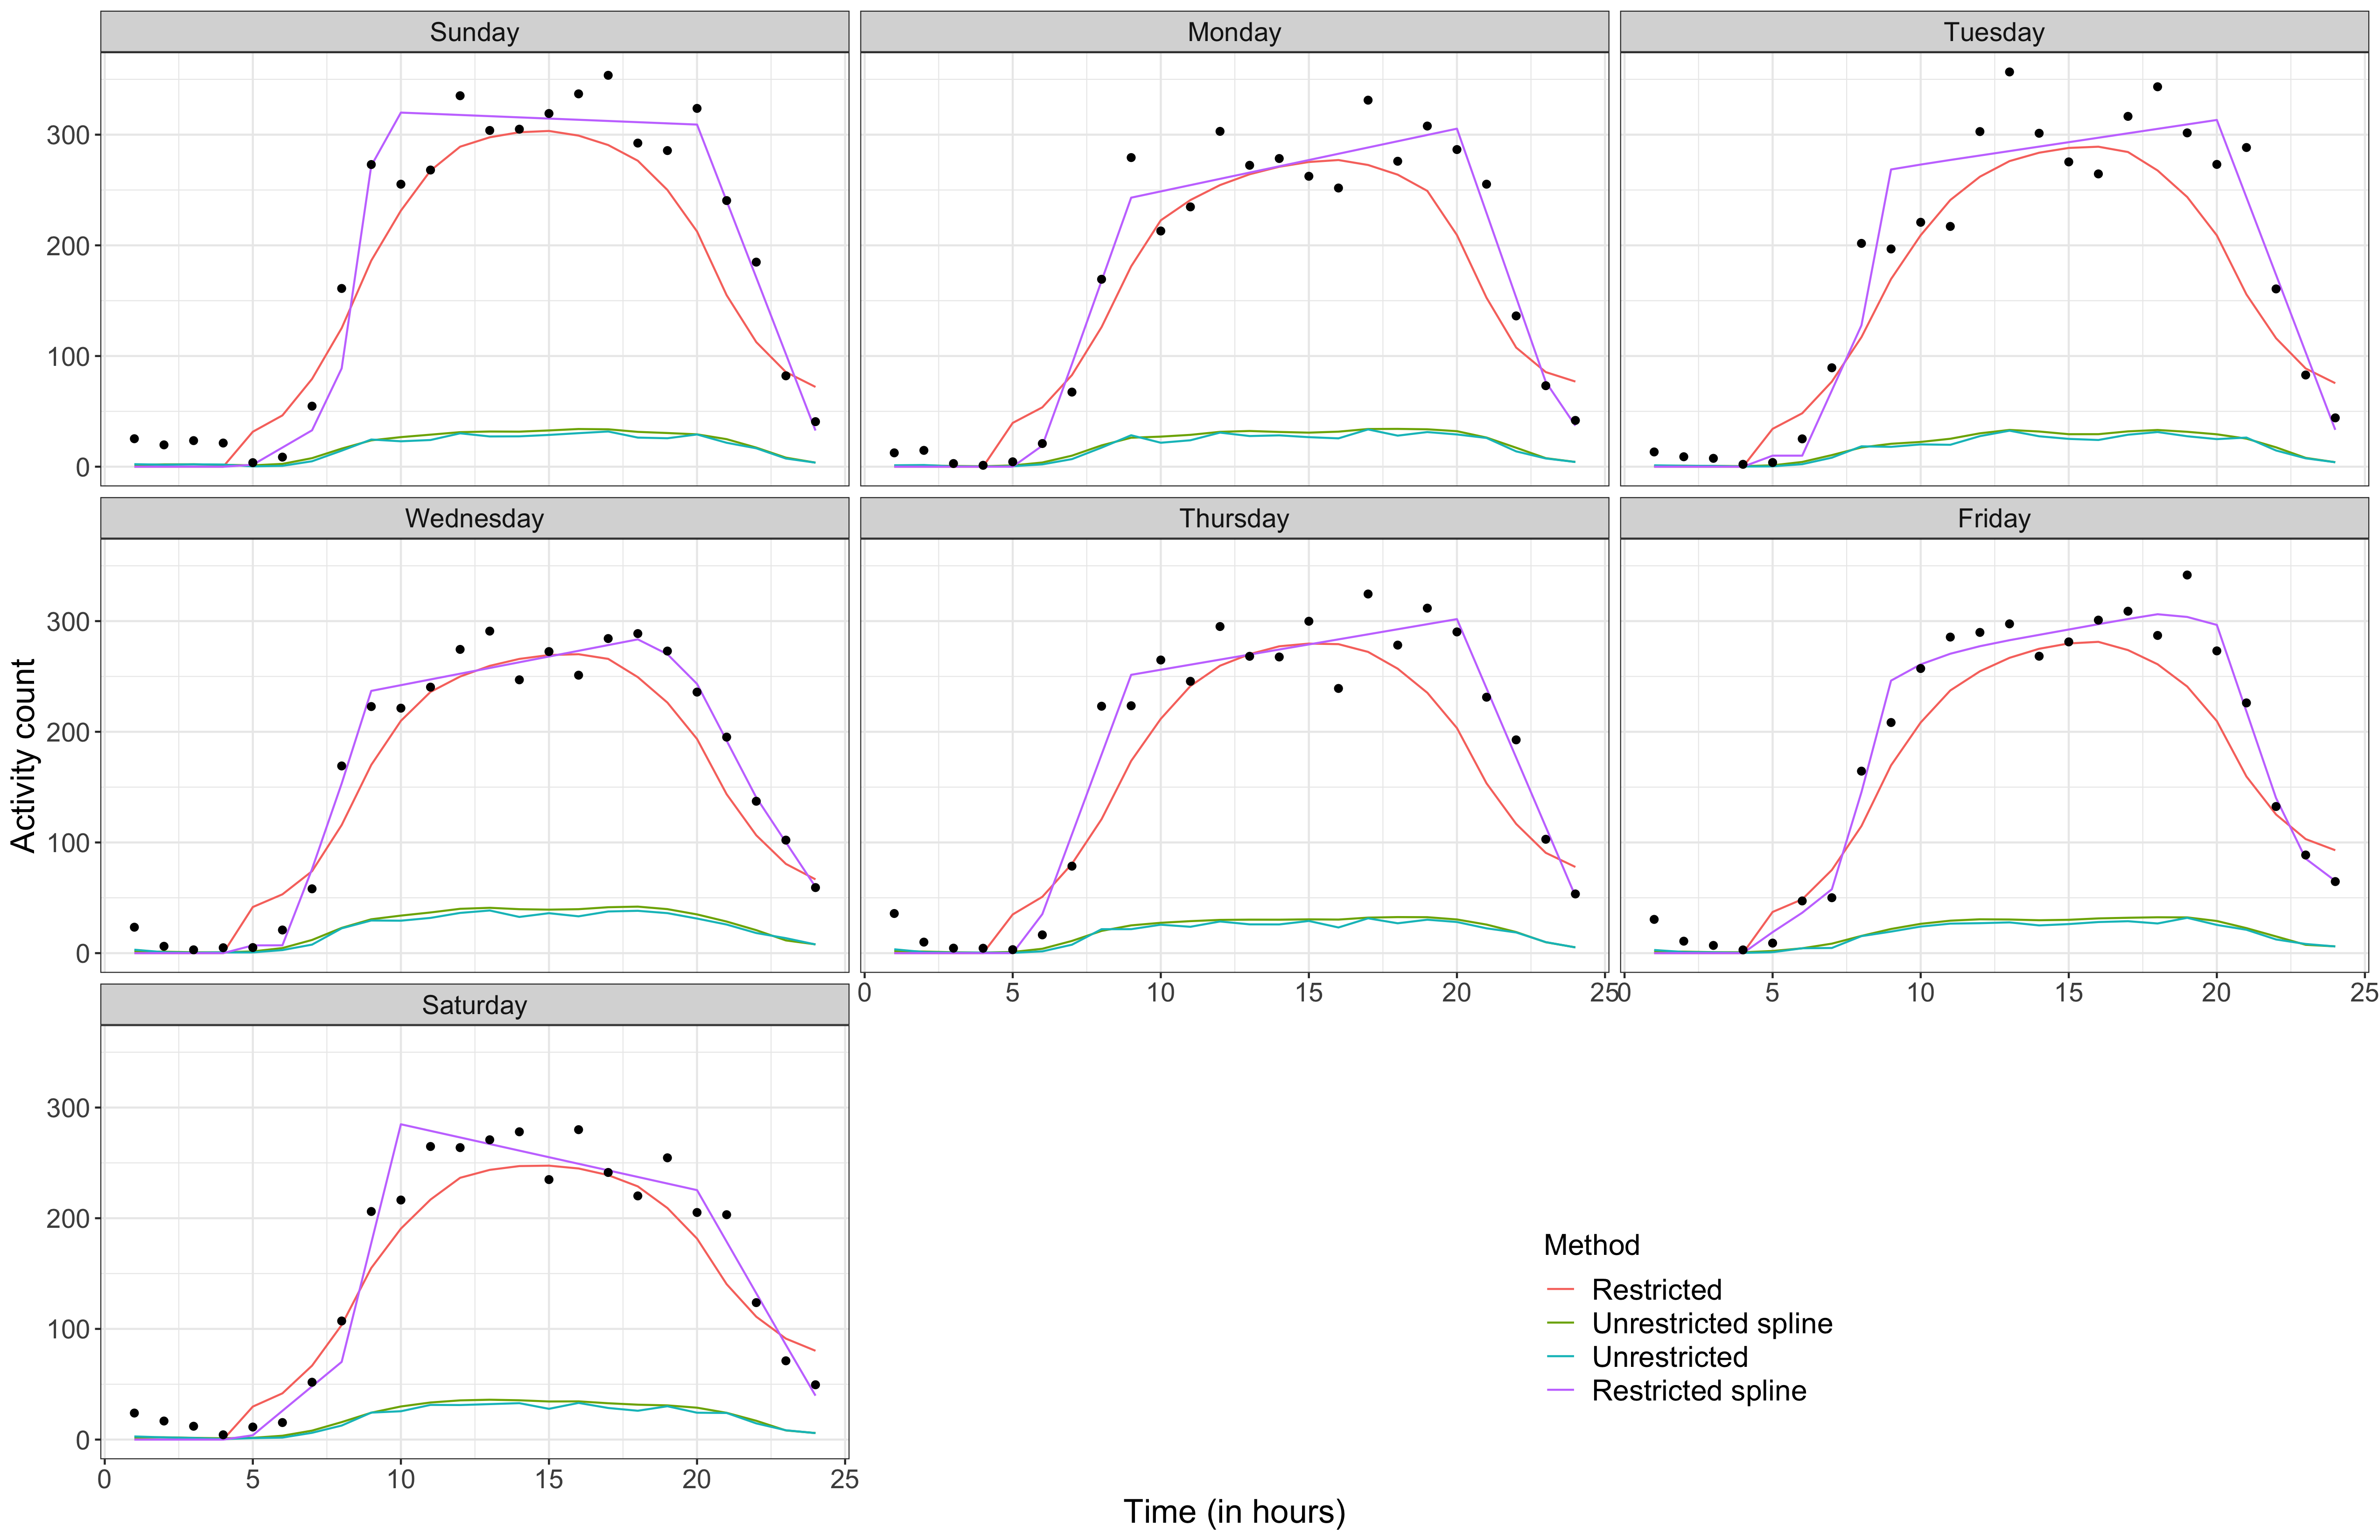 Sunday Monday Tuesday
300
200
100
0
Wednesday Thursday Friday
300
200
100
0
0 5 10 15 20 25 0 5 10 15 20 25
Saturday
300
200
100
0
0 5 10 15 20 25
Activity count
Time (in hours)
Method
Restricted
Unrestricted spline
Unrestricted
Restricted spline